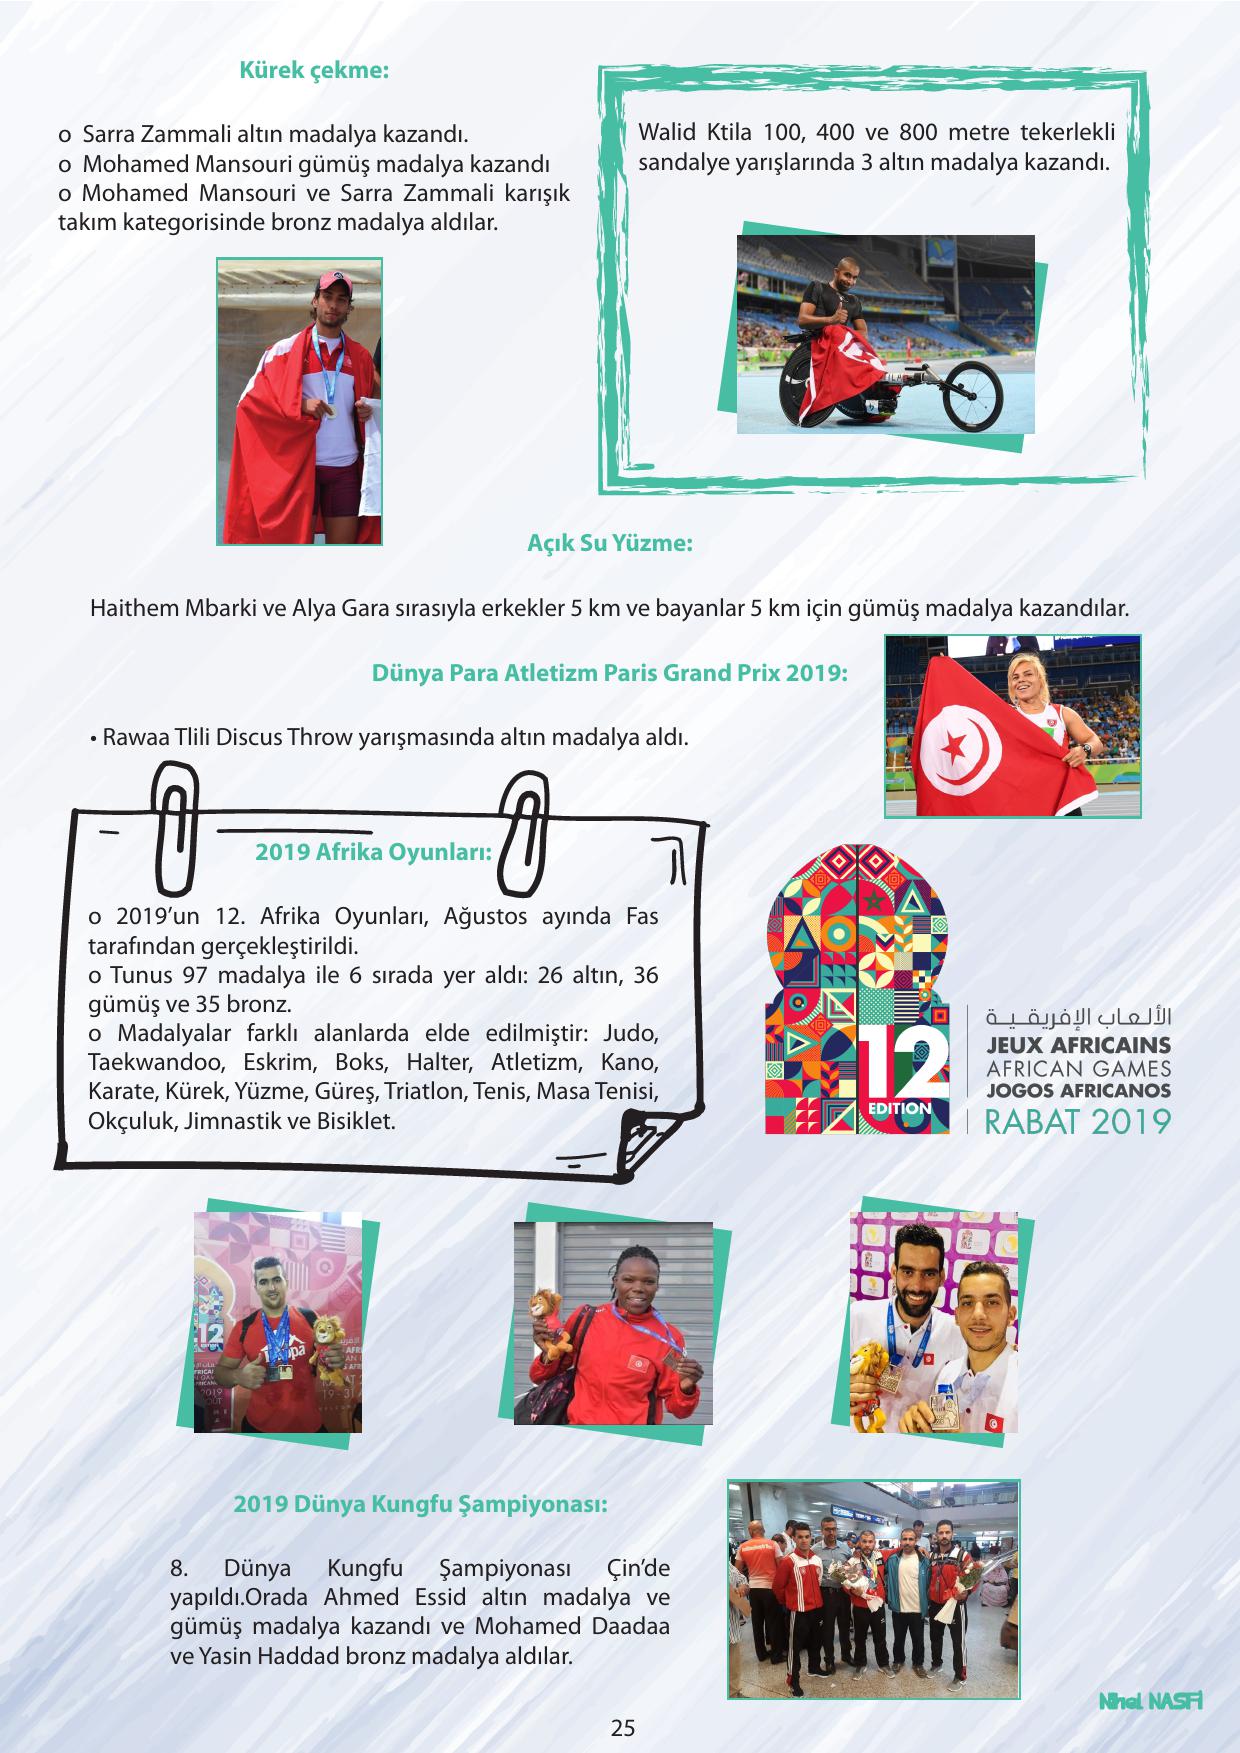 Kürek çekme:
o Sarra Zammali altın madalya kazandı.
o Mohamed Mansouri gümüş madalya kazandı
o Mohamed Mansouri ve Sarra Zammali karışık
takım kategorisinde bronz madalya aldılar.
Walid Ktila 100, 400 ve 800 metre tekerlekli
sandalye yarışlarında 3 altın madalya kazandı.
Açık Su Yüzme:
Haithem Mbarki ve Alya Gara sırasıyla erkekler 5 km ve bayanlar 5 km için gümüş madalya kazandılar.
Dünya Para Atletizm Paris Grand Prix 2019:
• Rawaa Tlili Discus Throw yarışmasında altın madalya aldı.
2019 Afrika Oyunları:
o 2019’un 12. Afrika Oyunları, Ağustos ayında Fas
tarafından gerçekleştirildi.
o Tunus 97 madalya ile 6 sırada yer aldı: 26 altın, 36
gümüş ve 35 bronz.
o Madalyalar farklı alanlarda elde edilmiştir: Judo,
Taekwandoo, Eskrim, Boks, Halter, Atletizm, Kano,
Karate, Kürek, Yüzme, Güreş, Triatlon, Tenis, Masa Tenisi,
Okçuluk, Jimnastik ve Bisiklet.
12
EDITION
الألعاب الإفريقية
JEUX AFRICAINS
AFRICAN GAMES
JOGOS AFRICANOS
RABAT 2019
12
2019
19 - 31
2019 Dünya Kungfu Şampiyonası:
8. Dünya Kungfu Şampiyonası Çin’de
yapıldı.Orada Ahmed Essid altın madalya ve
gümüş madalya kazandı ve Mohamed Daadaa
ve Yasin Haddad bronz madalya aldılar.
Nihel NASFI
25